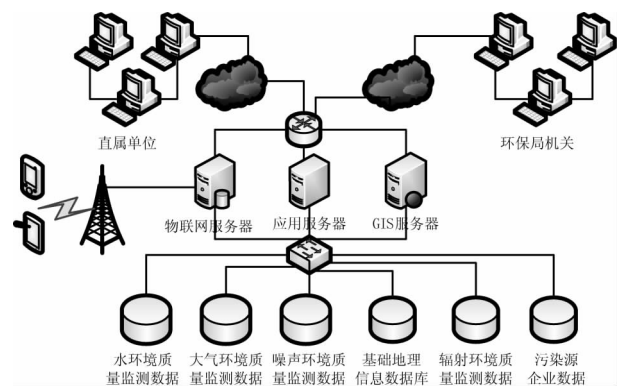 直属单位
环保局机关
物联网服务器
应用服务器
GIS服务器
水环境质
量监测数据
大气环境质
量监测数据
噪声环境质
量监测数据
基础地理
信息数据库
辐射环境质
量监测数据
污染源
企业数据